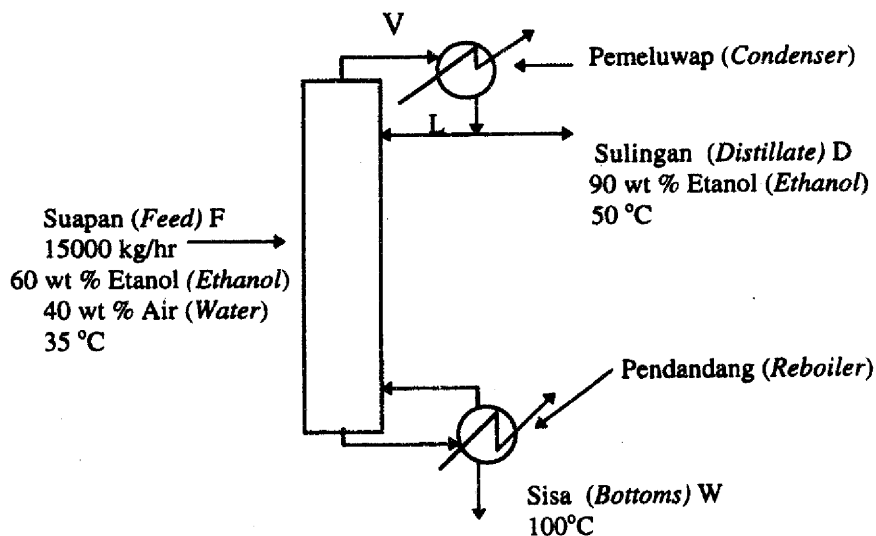 V
Pemeluwap (Condenser)
L
Sulingan (Distillate) D
90 wt % Etanol (Ethanol)
50 °C
Suapan (Feed) F
15000 kg/hr
60 wt % Etanol (Ethanol)
40 wt % Air (Water)
35 °C
Pendandang (Reboiler)
Sisa (Bottoms) W
100°C